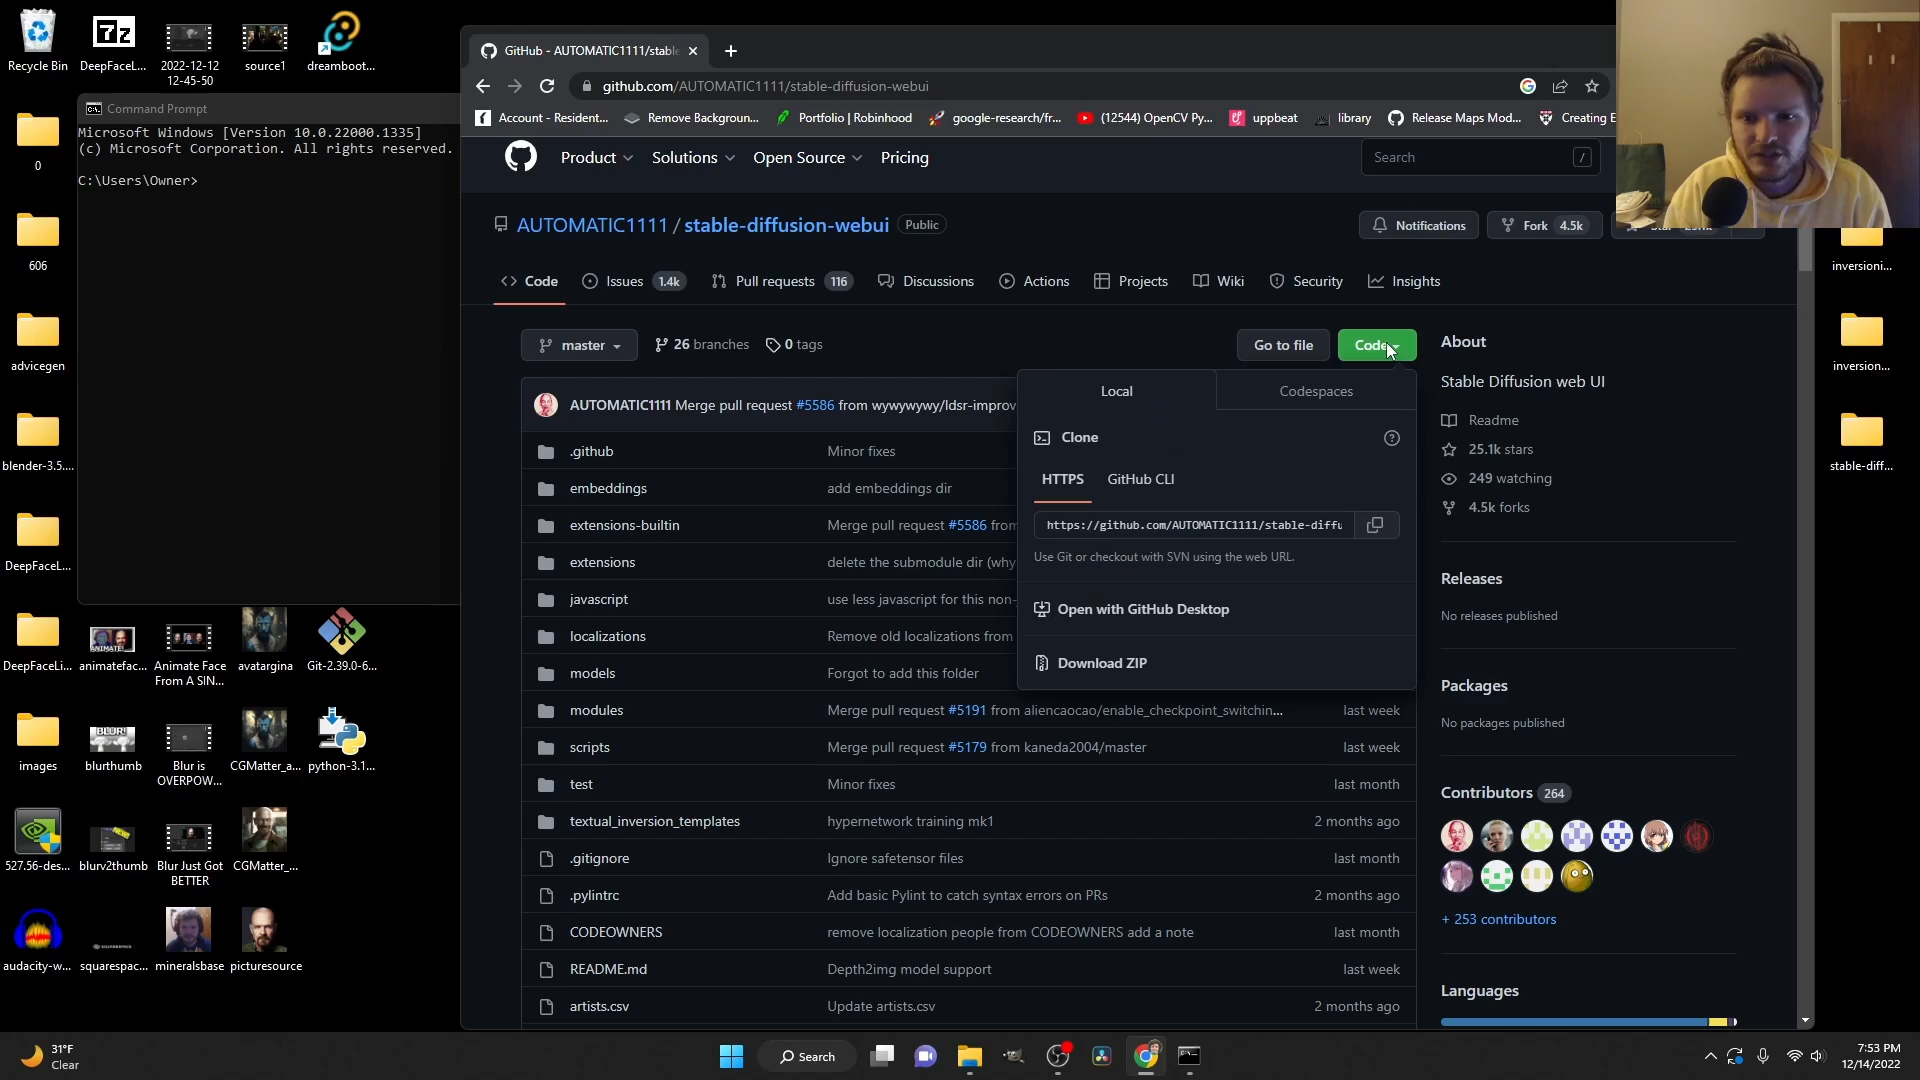 Recycle Bin
DeepFaceL...
2022-12-12
12-45-50
source1
dreamboot...
0
606
advicegen
blender-3.5....
DeepFaceL...
DeepFaceLi...
animatefac...
Animate Face
From A SIN...
avatargina
Git-2.39.0-6...
images
blurthumb
Blur is
OVERPOW...
CGMatter_a...
python-3.1...
527.56-des...
blurv2thumb
Blur Just Got
BETTER
CGMatter_...
audacity-w...
squarespac...
mineralsbase
picturesource
Command Prompt
Microsoft Windows [Version 10.0.22000.1335]
(c) Microsoft Corporation. All rights reserved.
C:\Users\Owner>
GitHub - AUTOMATIC1111/stable
github.com/AUTOMATIC1111/stable-diffusion-webui
Account - Resident...
Remove Backgroun...
Portfolio | Robinhood
google-research/fr...
(12544) OpenCV Py...
uppbeat
library
Release Maps Mod...
Creating E
Product
Solutions
Open Source
Pricing
Search /
AUTOMATIC1111 / stable-diffusion-webui Public
Notifications
Fork 4.5k
Code
Issues 1.4k
Pull requests 116
Discussions
Actions
Projects
Wiki
Security
Insights
master
26 branches
0 tags
Go to file
Code
AUTOMATIC1111 Merge pull request #5586 from wywywywy/ldsr-improv
.github Minor fixes
embeddings add embeddings dir
extensions-builtin Merge pull request #5586 from
extensions delete the submodule dir (why
javascript use less javascript for this non-
localizations Remove old localizations from
models Forgot to add this folder
modules Merge pull request #5191 from aliencaocao/enable_checkpoint_switchin... last week
scripts Merge pull request #5179 from kaneda2004/master last week
test Minor fixes last month
textual_inversion_templates hypernetwork training mk1 2 months ago
.gitignore Ignore safetensor files last month
.pylintrc Add basic Pylint to catch syntax errors on PRs 2 months ago
CODEOWNERS remove localization people from CODEOWNERS add a note last month
README.md Depth2img model support last week
artists.csv Update artists.csv 2 months ago
Local
Codespaces
Clone
HTTPS
GitHub CLI
https://github.com/AUTOMATIC1111/stable-diffu
Use Git or checkout with SVN using the web URL.
Open with GitHub Desktop
Download ZIP
About
Stable Diffusion web UI
Readme
25.1k stars
249 watching
4.5k forks
Releases
No releases published
Packages
No packages published
Contributors 264
+ 253 contributors
Languages
inversioni...
inversion...
stable-diff...
31°F
Clear
Search
7:53 PM
12/14/2022